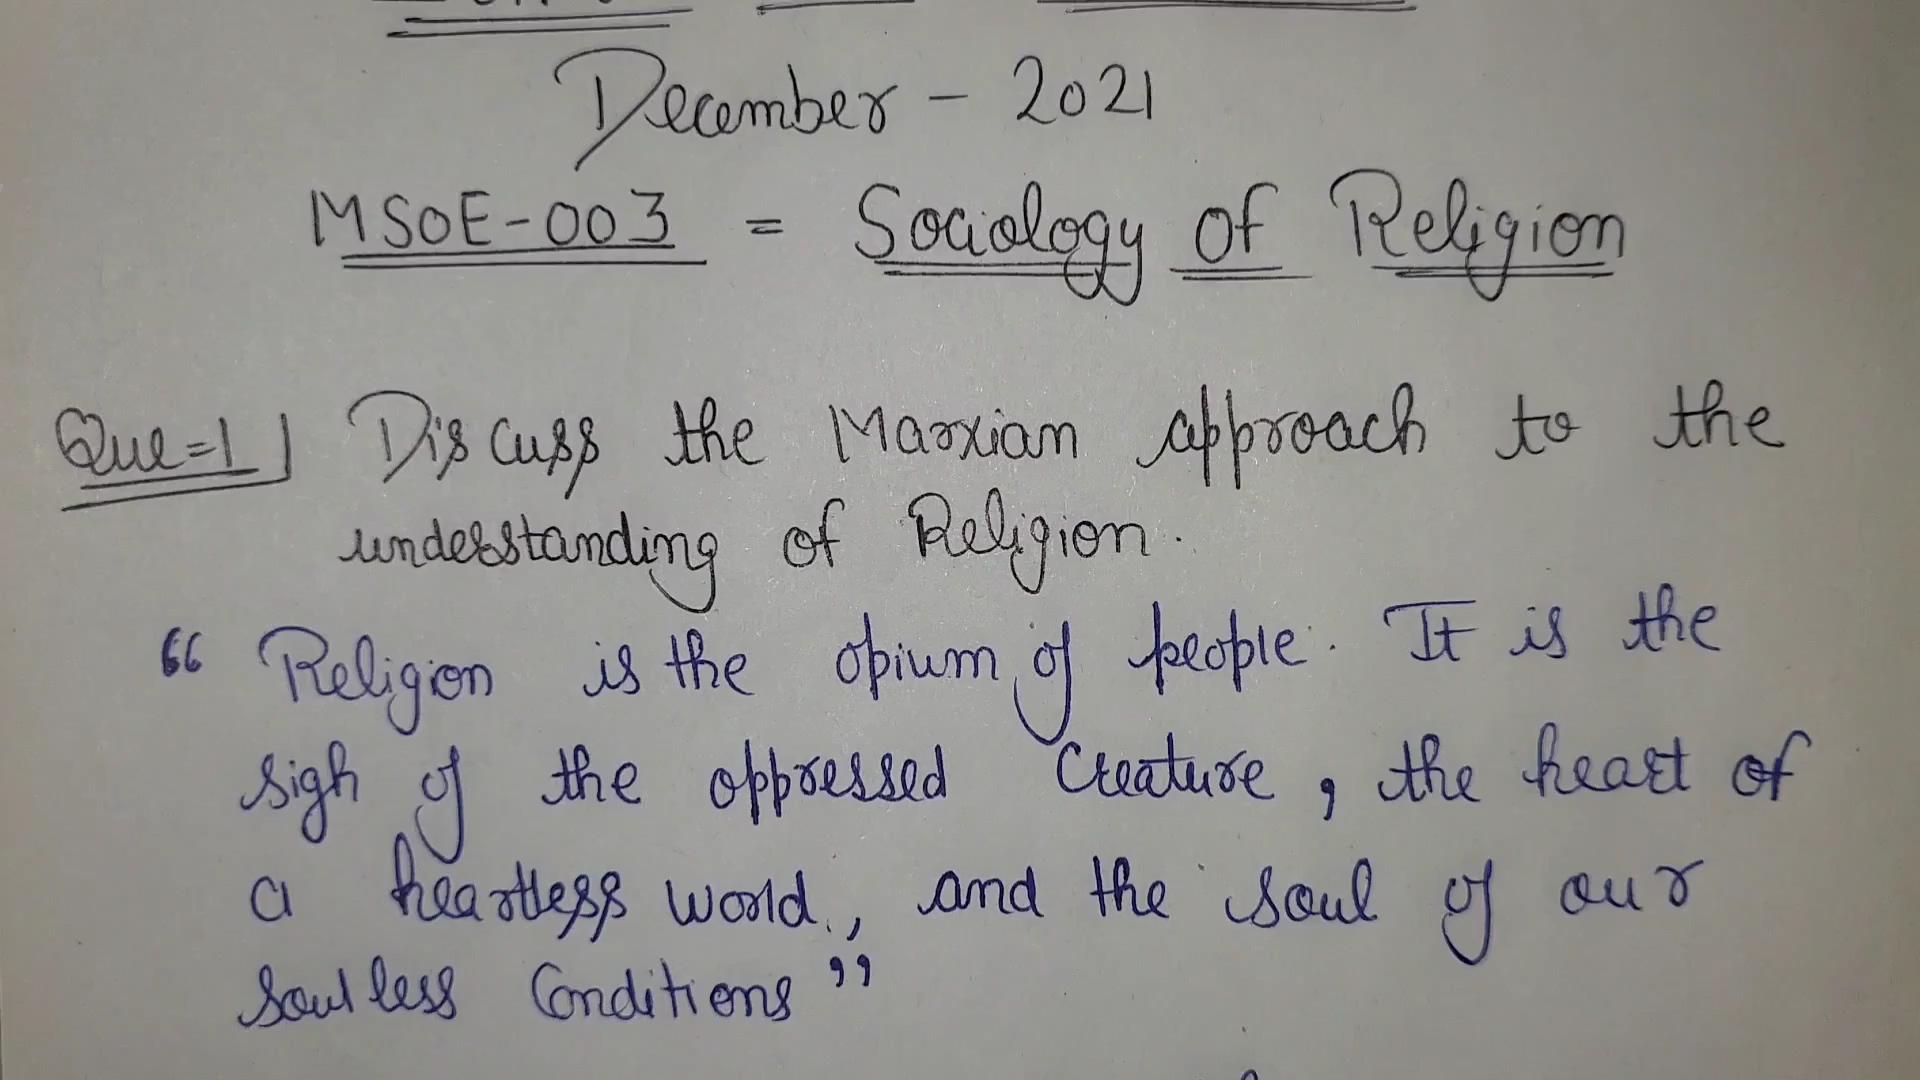 December - 2021
MSOE-003 = Sociology of Religion
Que=1] Discuss the Marxian approach to the
understanding of Religion.
“ Religion is the opium of people. It is the
sigh of the oppressed Creature, the heart of
a heartless world, and the soul of our
soulless Conditions ”